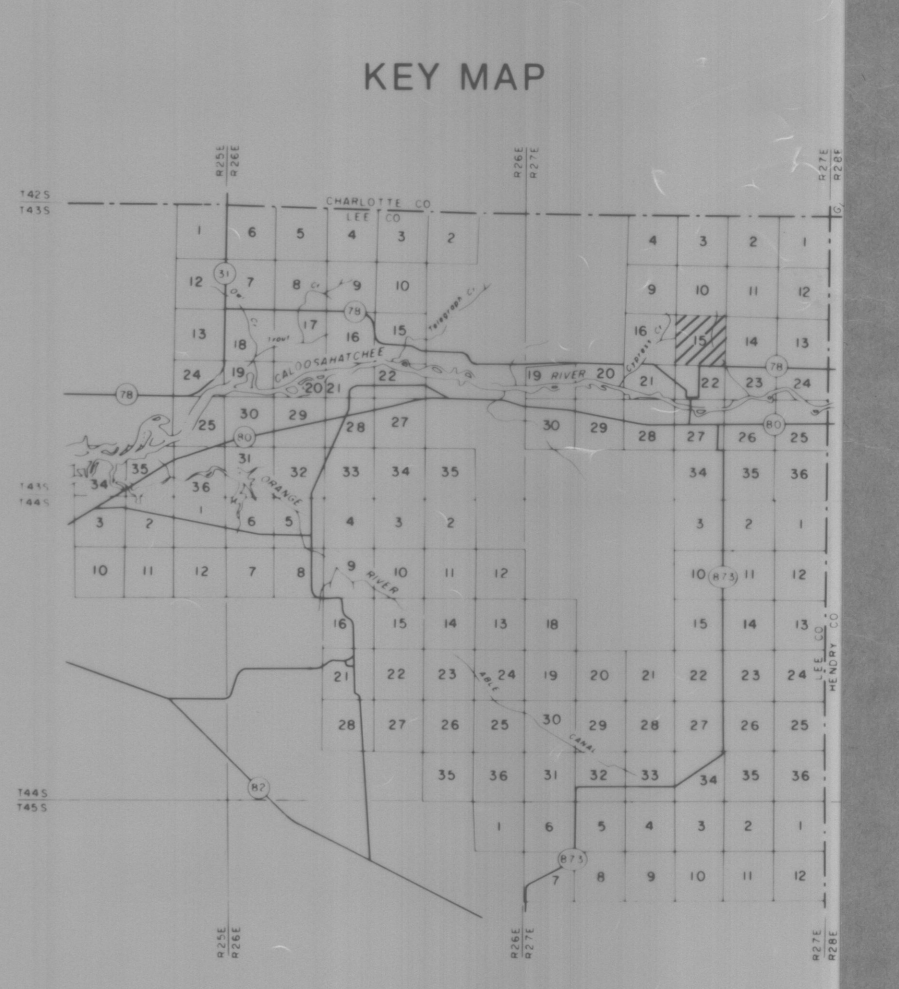 KEY MAP
R25E R26E R26E R27E R27E R28E
T42S
T43S
CHARLOTTE CO
LEE CO
1 6 5 4 3 2 4 3 2 1
31
12 7 8 Cr 9 10 9 10 11 12
78
Telegraph Cr
13 18 17 16 15 16 Cypress Cr 15 14 13
Trout
CALOOSAHATCHEE RIVER
78
24 19 20 21 22 19 20 21 22 23 24
78
25 30 29 28 27 30 29 28 27 26 25
80 80
34 35 36 31 32 33 34 35 34 35 36
ORANGE
T43S
T44S
3 2 1 6 5 4 3 2 3 2 1
10 11 12 7 8 9 10 11 12 10 873 11 12
RIVER
16 15 14 13 18 15 14 13
LEE CO
HENDRY CO
21 22 23 24 19 20 21 22 23 24
ABLE
28 27 26 25 30 29 28 27 26 25
CANAL
35 36 31 32 33 34 35 36
82
T44S
T45S
1 6 5 4 3 2 1
873
7 8 9 10 11 12
R25E R26E R26E R27E R27E R28E